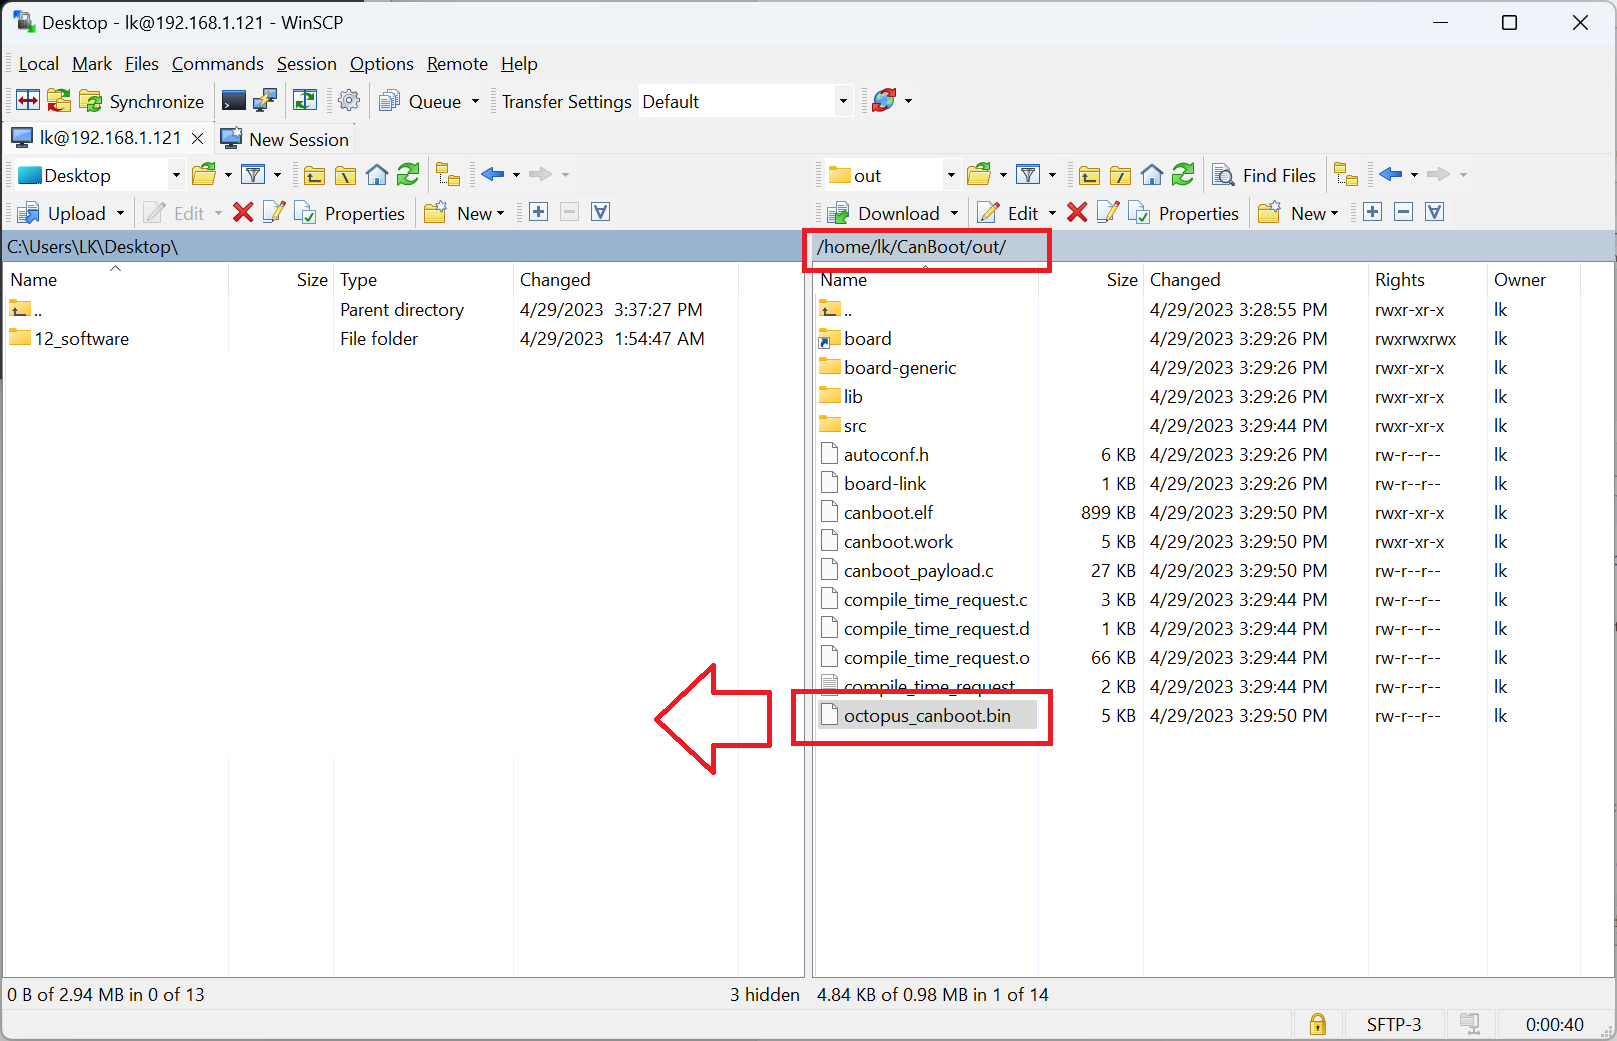 Desktop - lk@192.168.1.121 - WinSCP
Local Mark Files Commands Session Options Remote Help
Synchronize Queue Transfer Settings Default
lk@192.168.1.121 New Session
Desktop out Find Files
Upload Edit Properties New Download Edit Properties New
C:\Users\LK\Desktop\ /home/lk/CanBoot/out/
Name Size Type Changed
.. Parent directory 4/29/2023 3:37:27 PM
12_software File folder 4/29/2023 1:54:47 AM
Name Size Changed Rights Owner
.. 4/29/2023 3:28:55 PM rwxr-xr-x lk
board 4/29/2023 3:29:26 PM rwxrwxrwx lk
board-generic 4/29/2023 3:29:26 PM rwxr-xr-x lk
lib 4/29/2023 3:29:26 PM rwxr-xr-x lk
src 4/29/2023 3:29:44 PM rwxr-xr-x lk
autoconf.h 6 KB 4/29/2023 3:29:26 PM rw-r--r-- lk
board-link 1 KB 4/29/2023 3:29:26 PM rw-r--r-- lk
canboot.elf 899 KB 4/29/2023 3:29:50 PM rwxr-xr-x lk
canboot.work 5 KB 4/29/2023 3:29:50 PM rwxr-xr-x lk
canboot_payload.c 27 KB 4/29/2023 3:29:50 PM rw-r--r-- lk
compile_time_request.c 3 KB 4/29/2023 3:29:44 PM rw-r--r-- lk
compile_time_request.d 1 KB 4/29/2023 3:29:44 PM rw-r--r-- lk
compile_time_request.o 66 KB 4/29/2023 3:29:44 PM rw-r--r-- lk
compile_time_request 2 KB 4/29/2023 3:29:44 PM rw-r--r-- lk
octopus_canboot.bin 5 KB 4/29/2023 3:29:50 PM rw-r--r-- lk
0 B of 2.94 MB in 0 of 13 3 hidden 4.84 KB of 0.98 MB in 1 of 14
SFTP-3 0:00:40